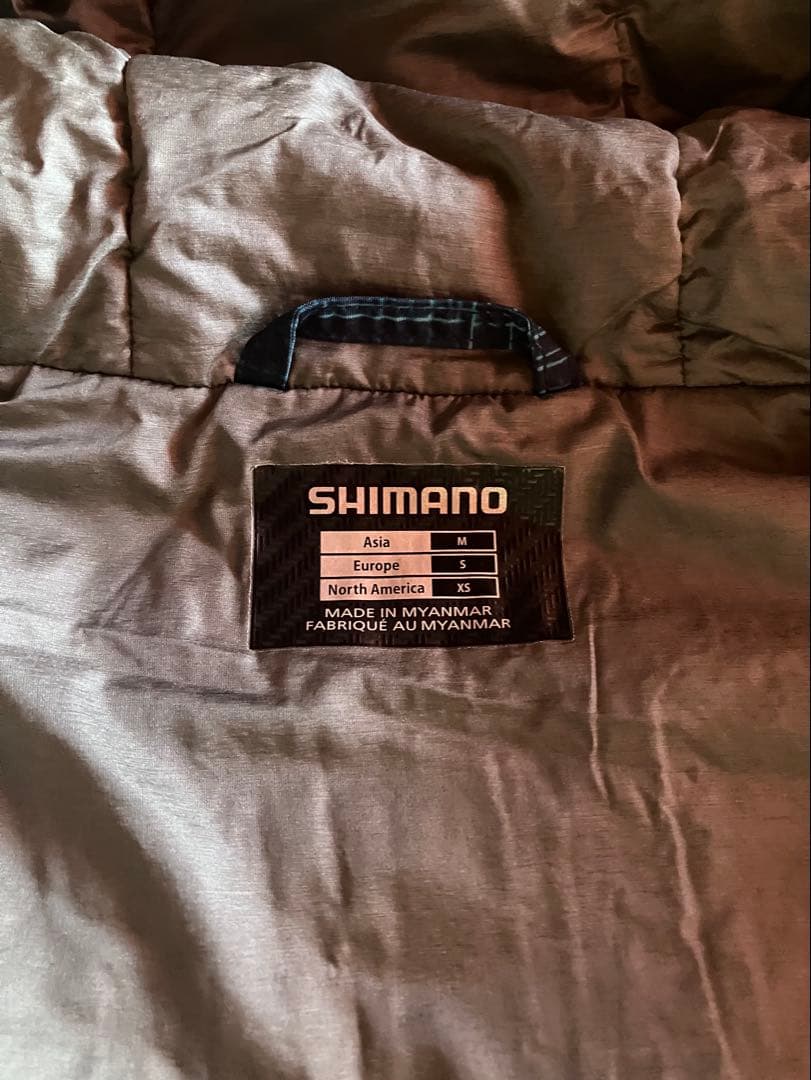 SHIMANO
Asia M
Europe S
North America XS
MADE IN MYANMAR
FABRIQUÉ AU MYANMAR